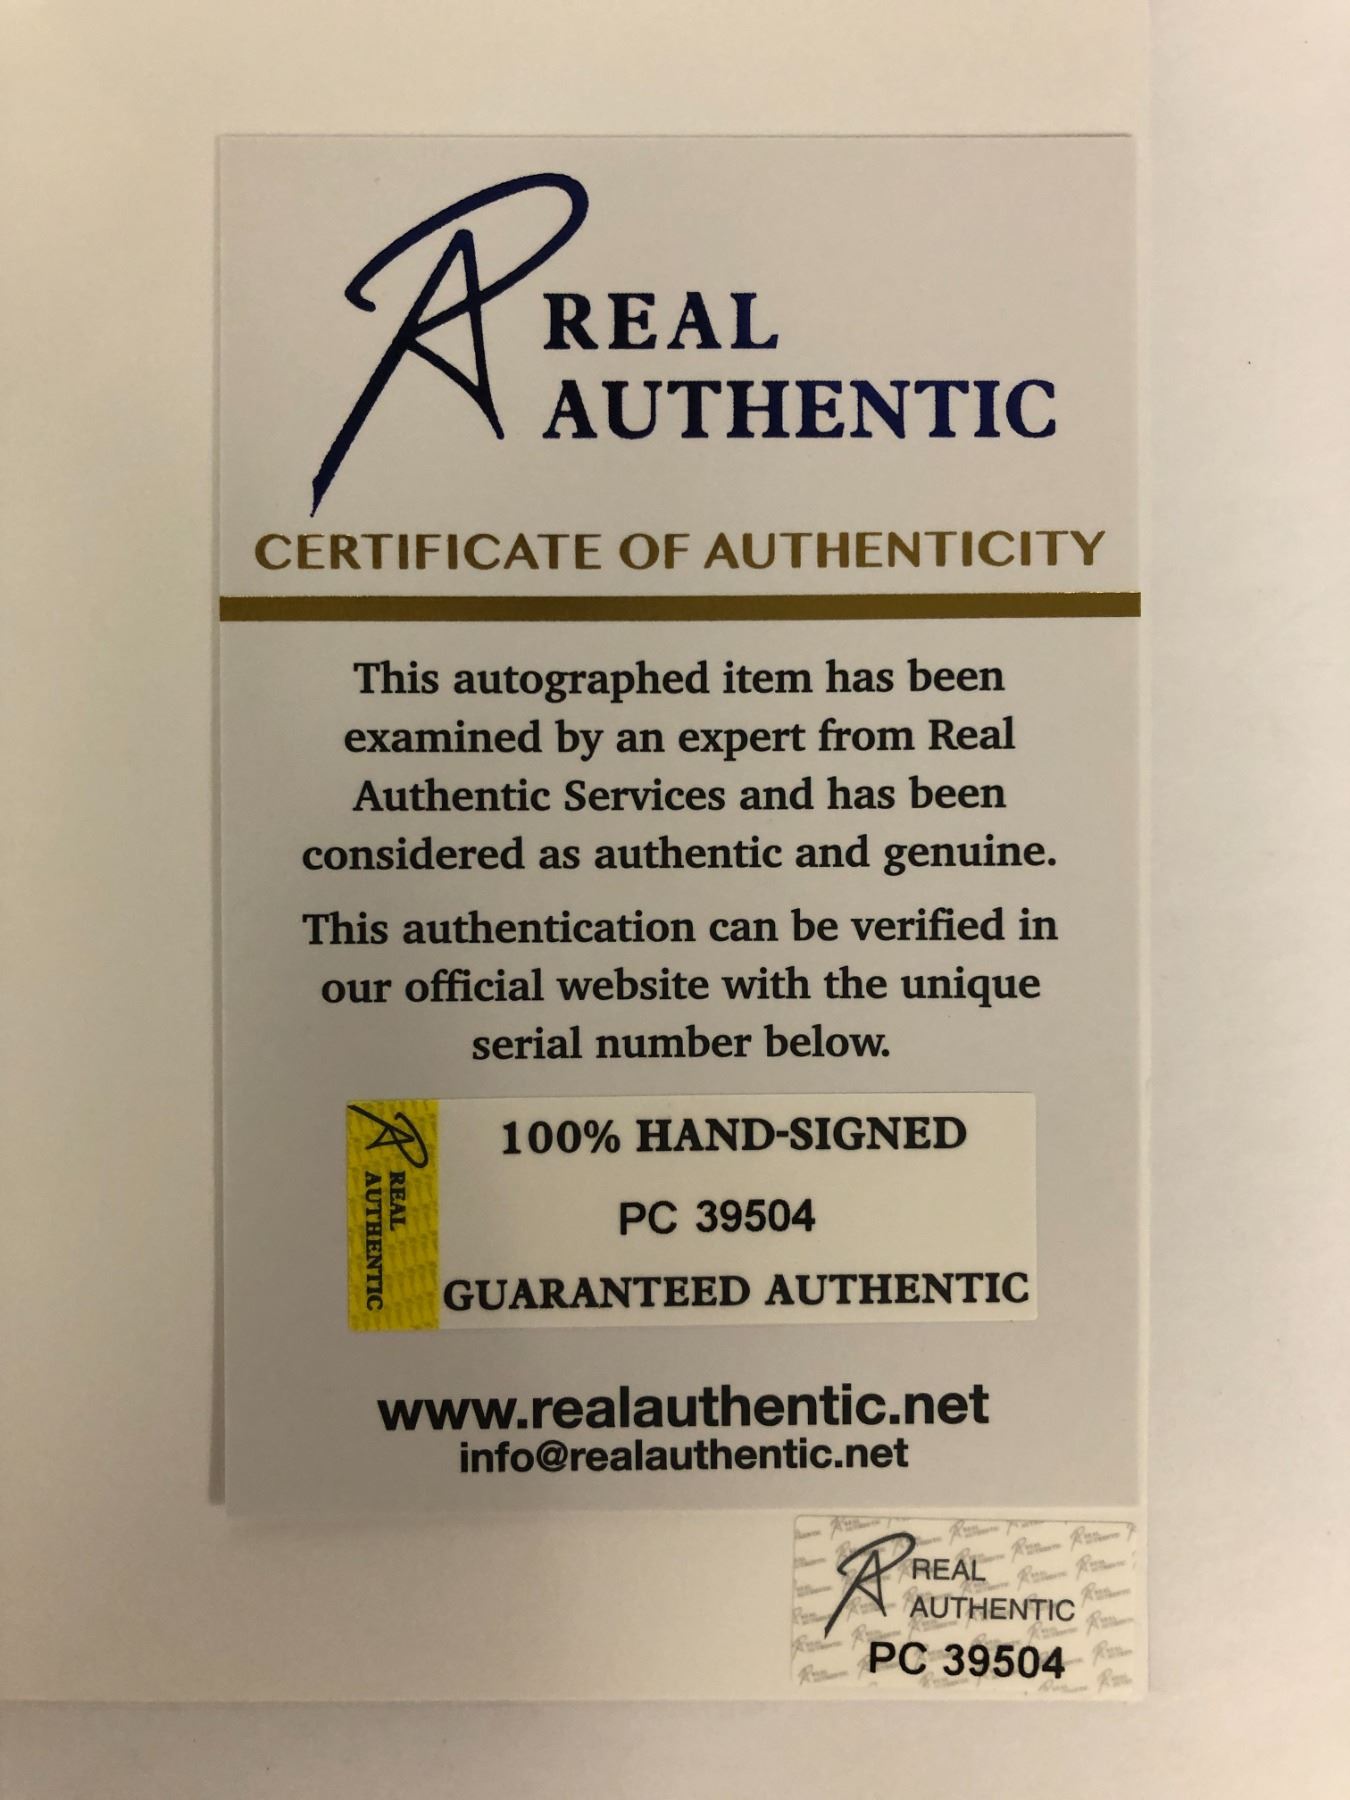 REAL
AUTHENTIC
CERTIFICATE OF AUTHENTICITY
This autographed item has been
examined by an expert from Real
Authentic Services and has been
considered as authentic and genuine.
This authentication can be verified in
our official website with the unique
serial number below.
REAL
AUTHENTIC
100% HAND-SIGNED
PC 39504
GUARANTEED AUTHENTIC
www.realauthentic.net
info@realauthentic.net
REAL
AUTHENTIC
PC 39504